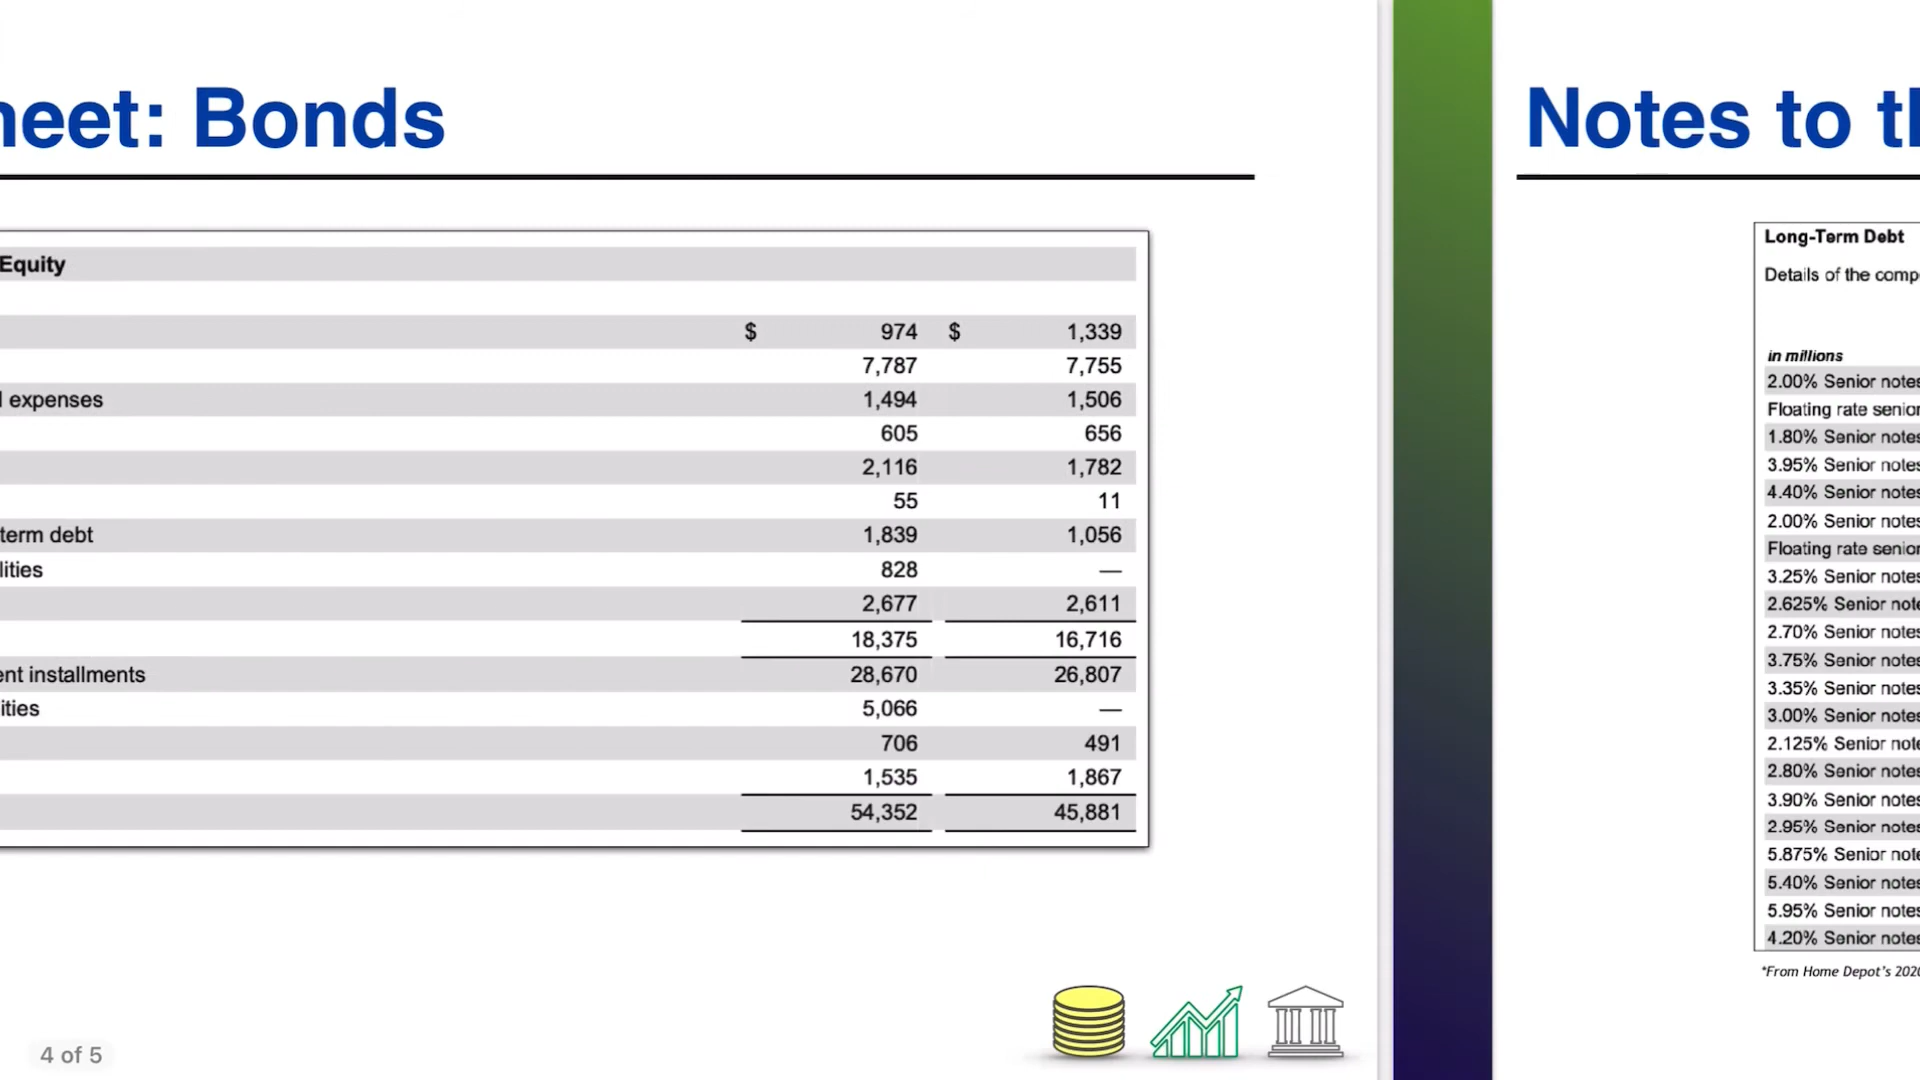 heet: Bonds
Equity
$ 974 $ 1,339
7,787 7,755
expenses 1,494 1,506
605 656
2,116 1,782
55 11
term debt 1,839 1,056
lities 828 —
2,677 2,611
18,375 16,716
ent installments 28,670 26,807
ities 5,066 —
706 491
1,535 1,867
54,352 45,881
4 of 5
Notes to th
Long-Term Debt
Details of the comp
in millions
2.00% Senior notes
Floating rate senior
1.80% Senior notes
3.95% Senior notes
4.40% Senior notes
2.00% Senior notes
Floating rate senior
3.25% Senior notes
2.625% Senior note
2.70% Senior notes
3.75% Senior notes
3.35% Senior notes
3.00% Senior notes
2.125% Senior note
2.80% Senior notes
3.90% Senior notes
2.95% Senior notes
5.875% Senior note
5.40% Senior notes
5.95% Senior notes
4.20% Senior notes
*From Home Depot's 2020